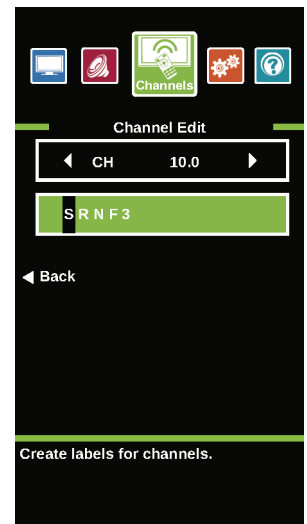 Channels
Channel Edit
CH 10.0
SRNF3
Back
Create labels for channels.